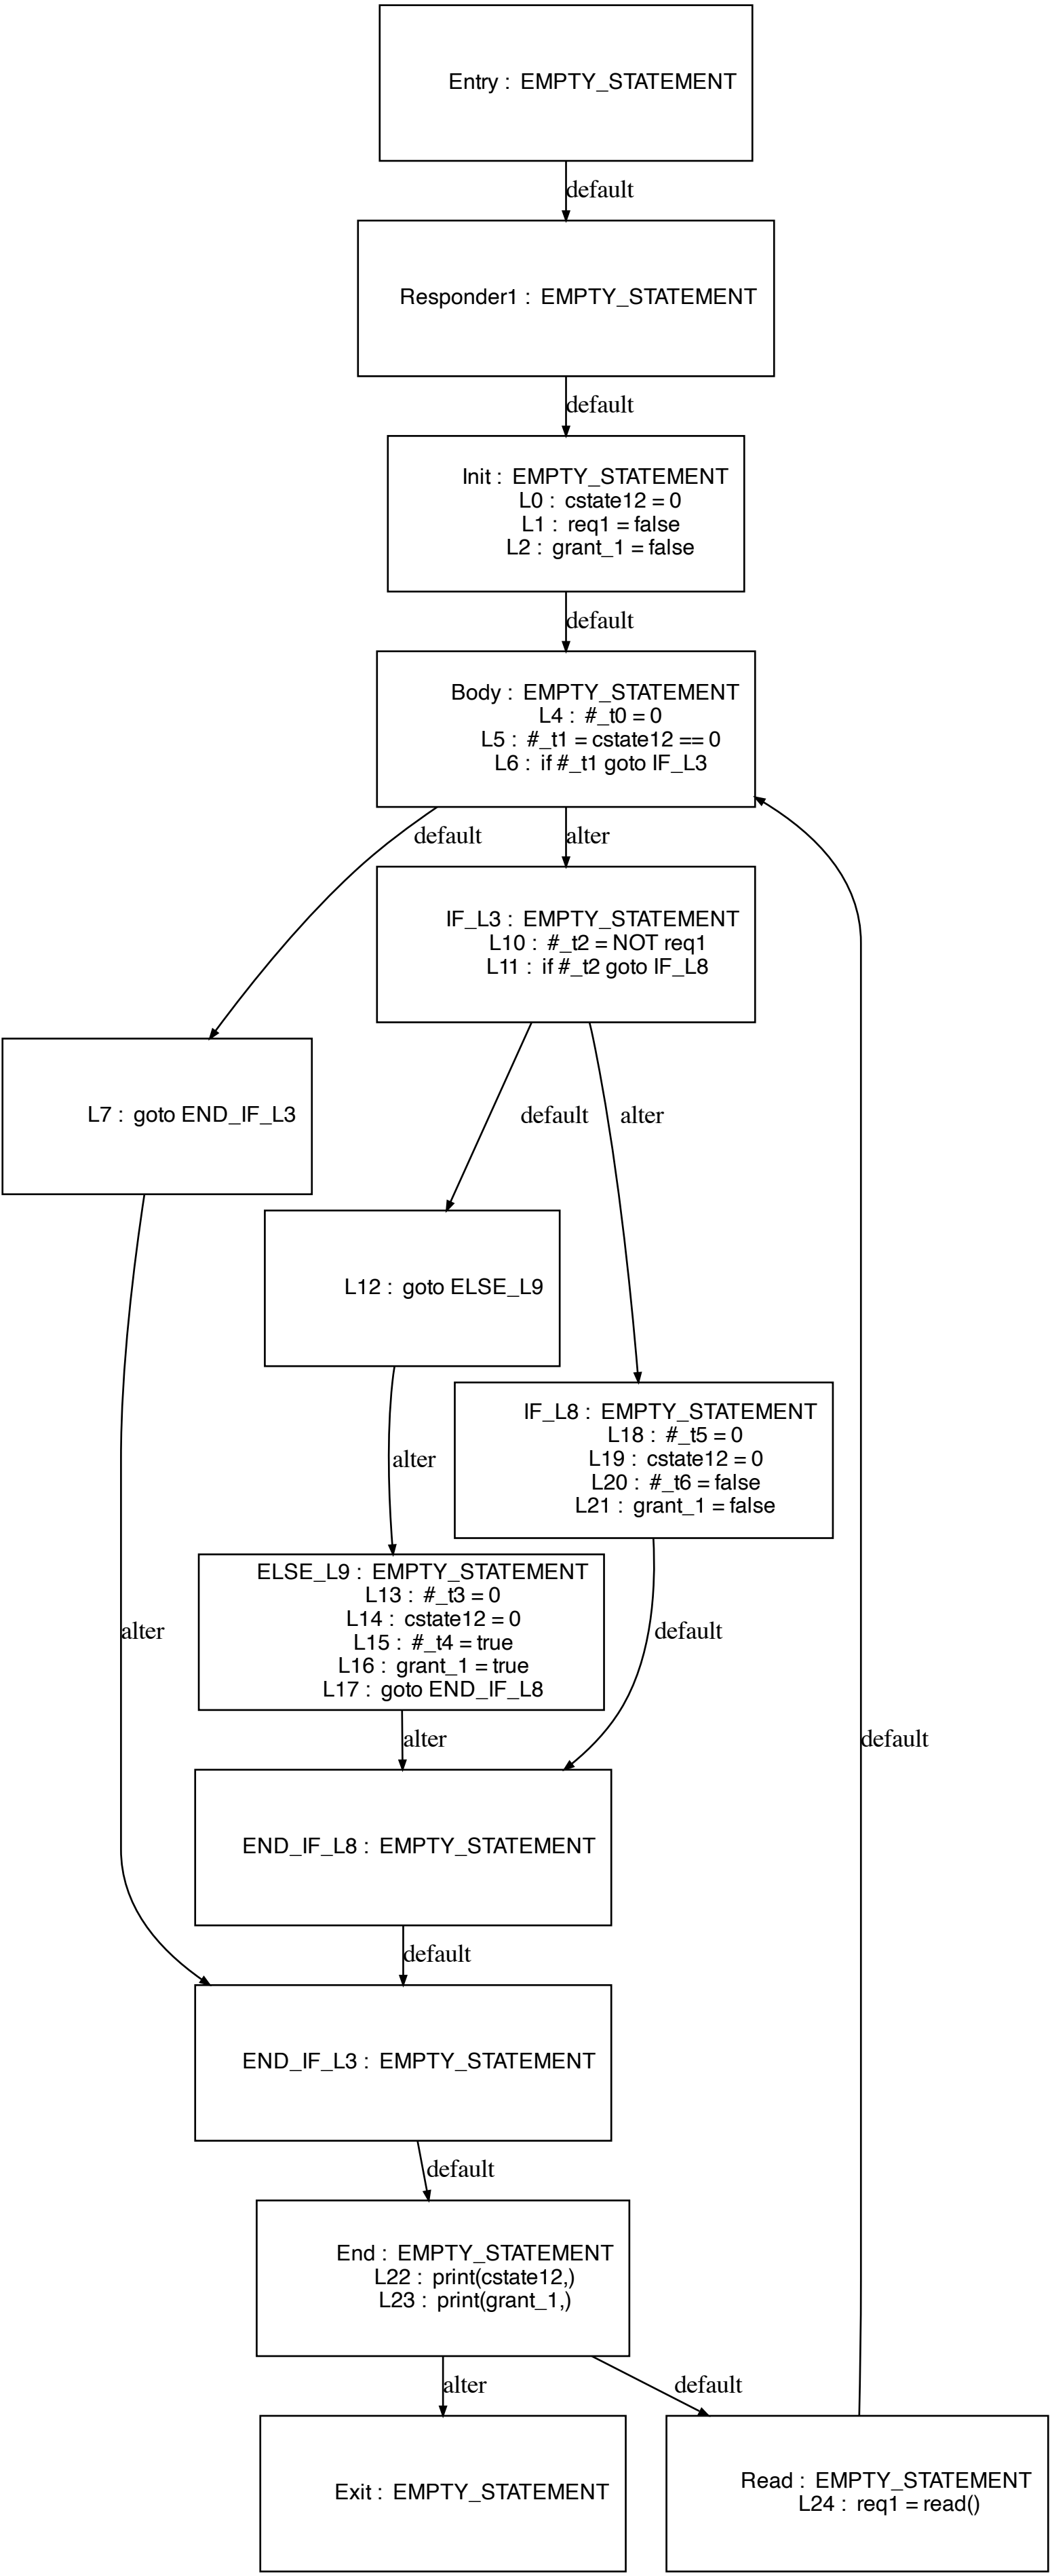 Entry :  EMPTY_STATEMENT
default
Responder1 :  EMPTY_STATEMENT
default
Init :  EMPTY_STATEMENT
L0 :  cstate12 = 0
L1 :  req1 = false
L2 :  grant_1 = false
default
Body :  EMPTY_STATEMENT
L4 :  #_t0 = 0
L5 :  #_t1 = cstate12 == 0
L6 :  if #_t1 goto IF_L3
default
alter
IF_L3 :  EMPTY_STATEMENT
L10 :  #_t2 = NOT req1
L11 :  if #_t2 goto IF_L8
L7 :  goto END_IF_L3
default
alter
L12 :  goto ELSE_L9
alter
IF_L8 :  EMPTY_STATEMENT
L18 :  #_t5 = 0
L19 :  cstate12 = 0
L20 :  #_t6 = false
L21 :  grant_1 = false
ELSE_L9 :  EMPTY_STATEMENT
L13 :  #_t3 = 0
L14 :  cstate12 = 0
L15 :  #_t4 = true
L16 :  grant_1 = true
L17 :  goto END_IF_L8
alter
default
alter
default
END_IF_L8 :  EMPTY_STATEMENT
default
END_IF_L3 :  EMPTY_STATEMENT
default
End :  EMPTY_STATEMENT
L22 :  print(cstate12,)
L23 :  print(grant_1,)
alter
default
Exit :  EMPTY_STATEMENT
Read :  EMPTY_STATEMENT
L24 :  req1 = read()